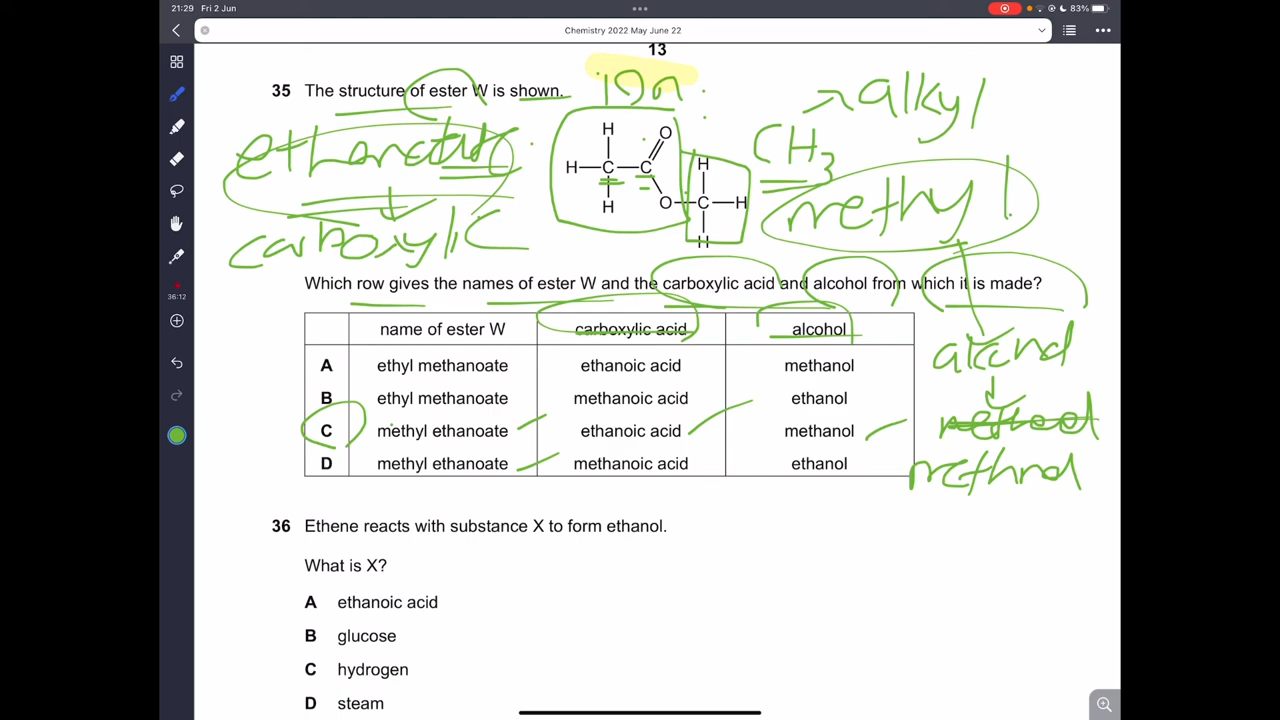 21:29 Fri 2 Jun
83%
Chemistry 2022 May June 22
13
35 The structure of ester W is shown.
alkyl
CH3
methyl
carboxylic
H
O
H–C–C
H
H
O–C–H
H
Which row gives the names of ester W and the carboxylic acid and alcohol from which it is made?
name of ester W carboxylic acid alcohol
A ethyl methanoate ethanoic acid methanol
B ethyl methanoate methanoic acid ethanol
C methyl ethanoate ethanoic acid methanol
D methyl ethanoate methanoic acid ethanol
36:12
36 Ethene reacts with substance X to form ethanol.
What is X?
A ethanoic acid
B glucose
C hydrogen
D steam